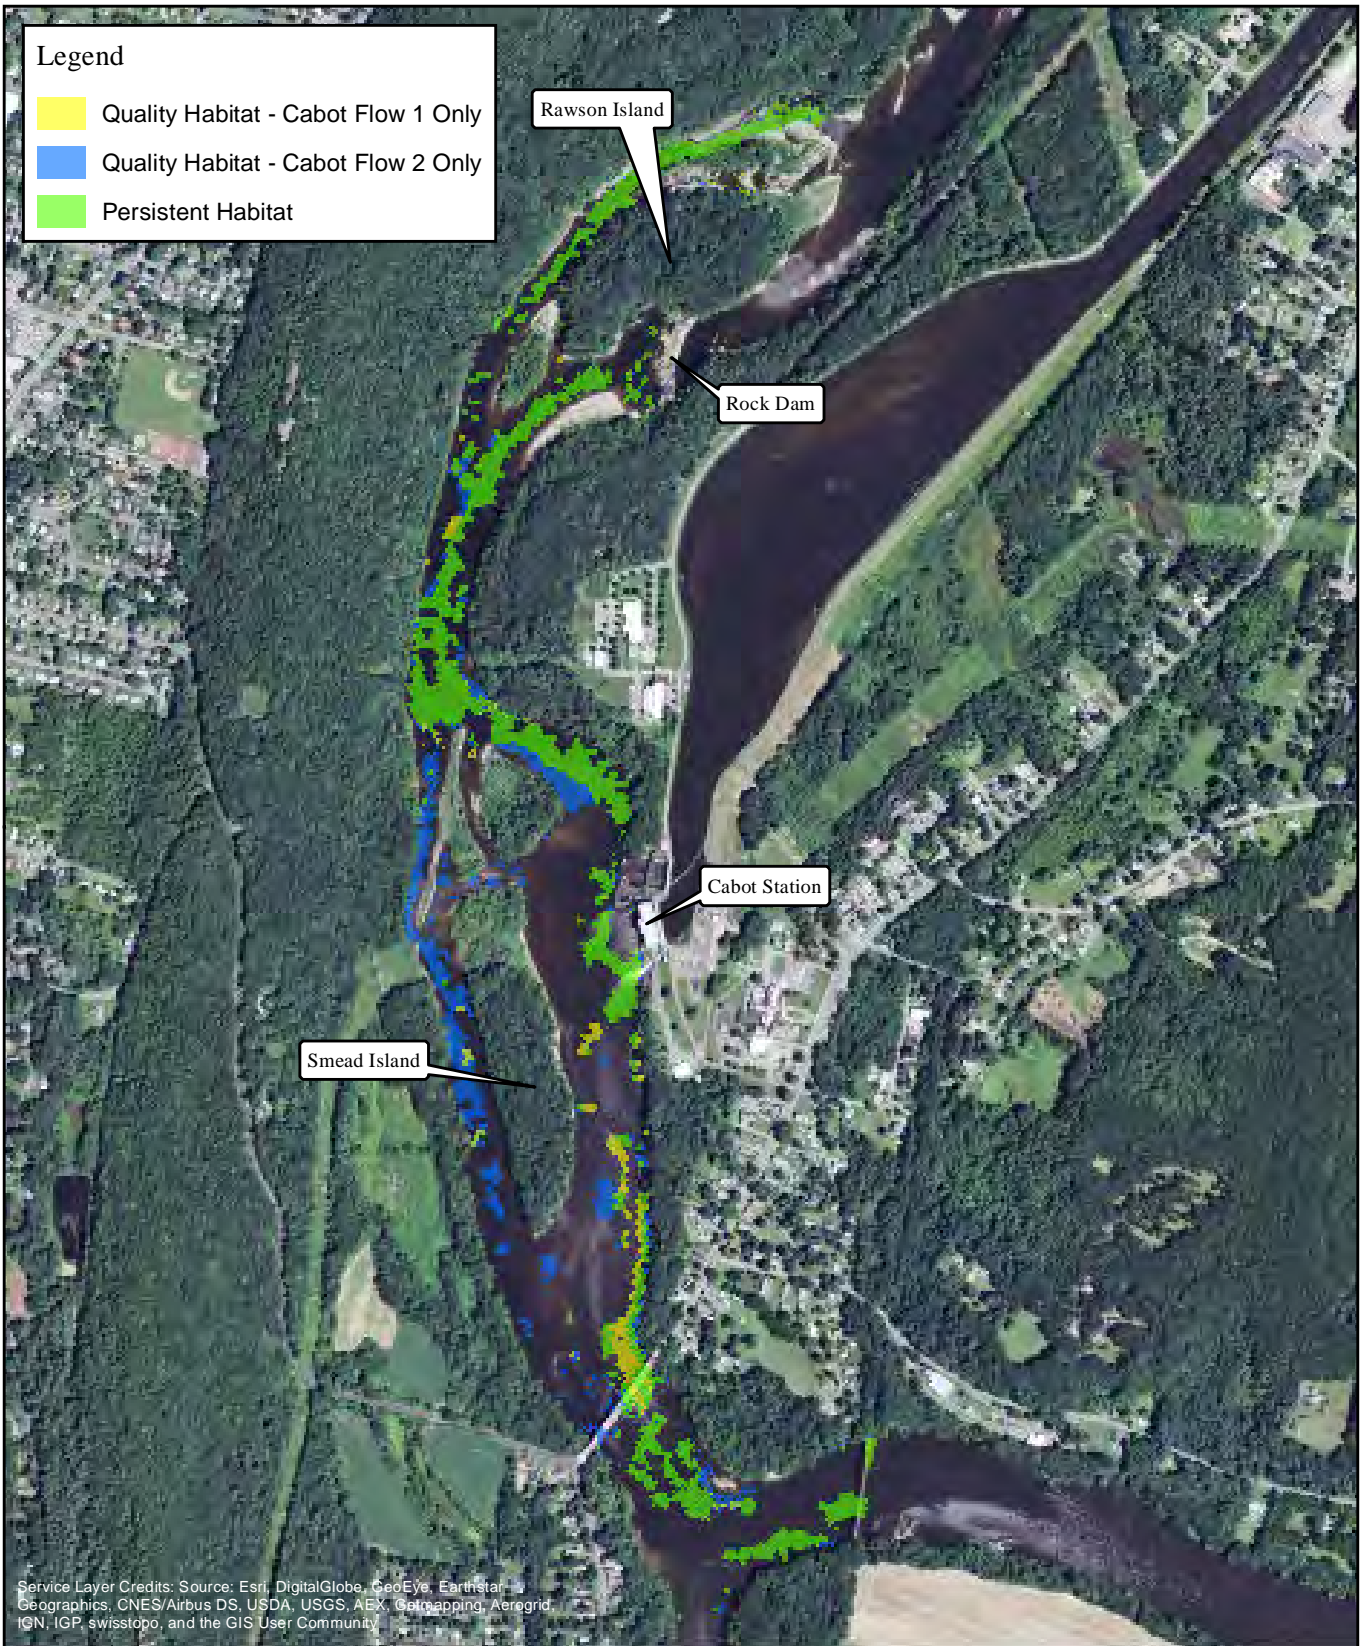 Legend
Quality Habitat - Cabot Flow 1 Only
Quality Habitat - Cabot Flow 2 Only
Persistent Habitat
Rawson Island
Rock Dam
Cabot Station
Smead Island
Service Layer Credits: Source: Esri, DigitalGlobe, GeoEye, Earthstar
Geographics, CNES/Airbus DS, USDA, USGS, AEX, Getmapping, Aerogrid,
IGN, IGP, swisstopo, and the GIS User Community